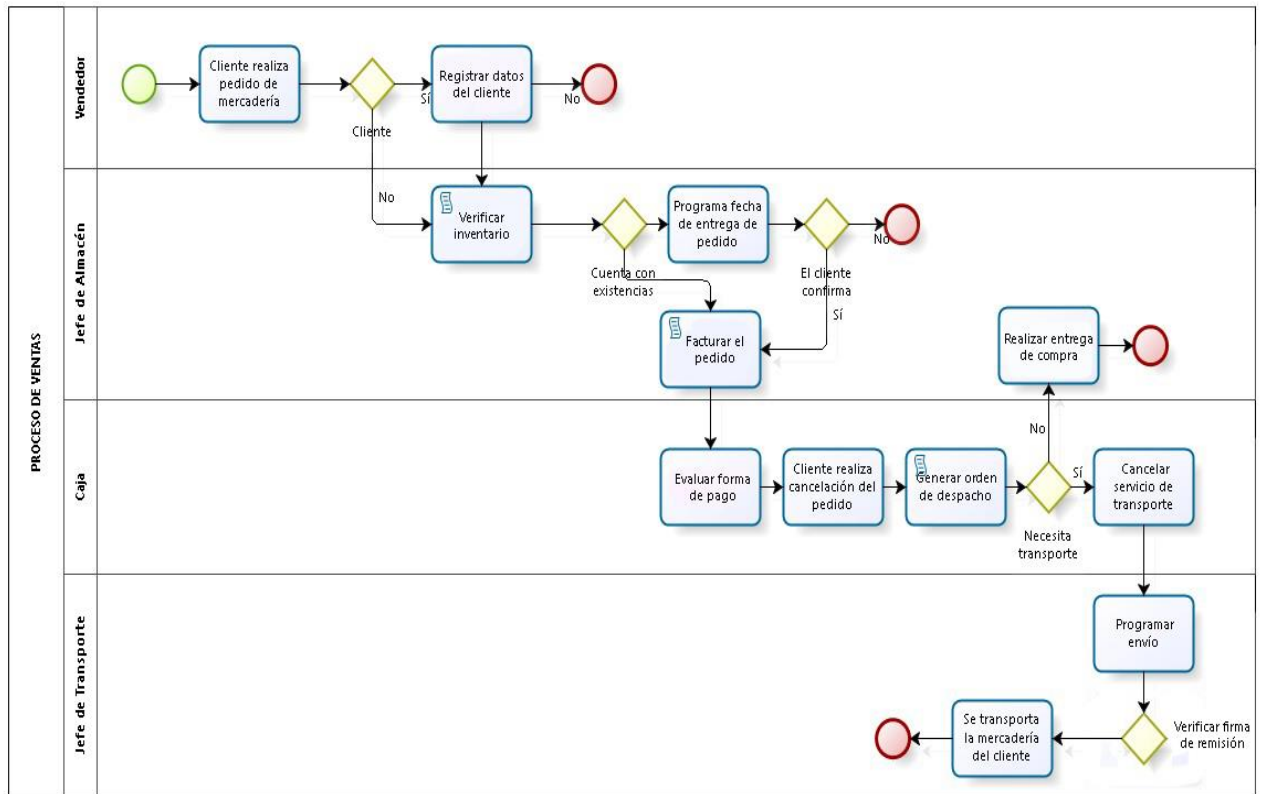 PROCESO DE VENTAS
Vendedor
Cliente realiza
pedido de
mercadería
Cliente
Sí
No
Registrar datos
del cliente
No
Jefe de Almacén
Verificar
inventario
Cuenta con
existencias
Programa fecha
de entrega de
pedido
El cliente
confirma
No
Sí
Facturar el
pedido
Realizar entrega
de compra
Caja
Evaluar forma
de pago
Cliente realiza
cancelación del
pedido
Generar orden
de despacho
No
Sí
Necesita
transporte
Cancelar
servicio de
transporte
Jefe de Transporte
Programar
envío
Verificar firma
de remisión
Se transporta
la mercadería
del cliente